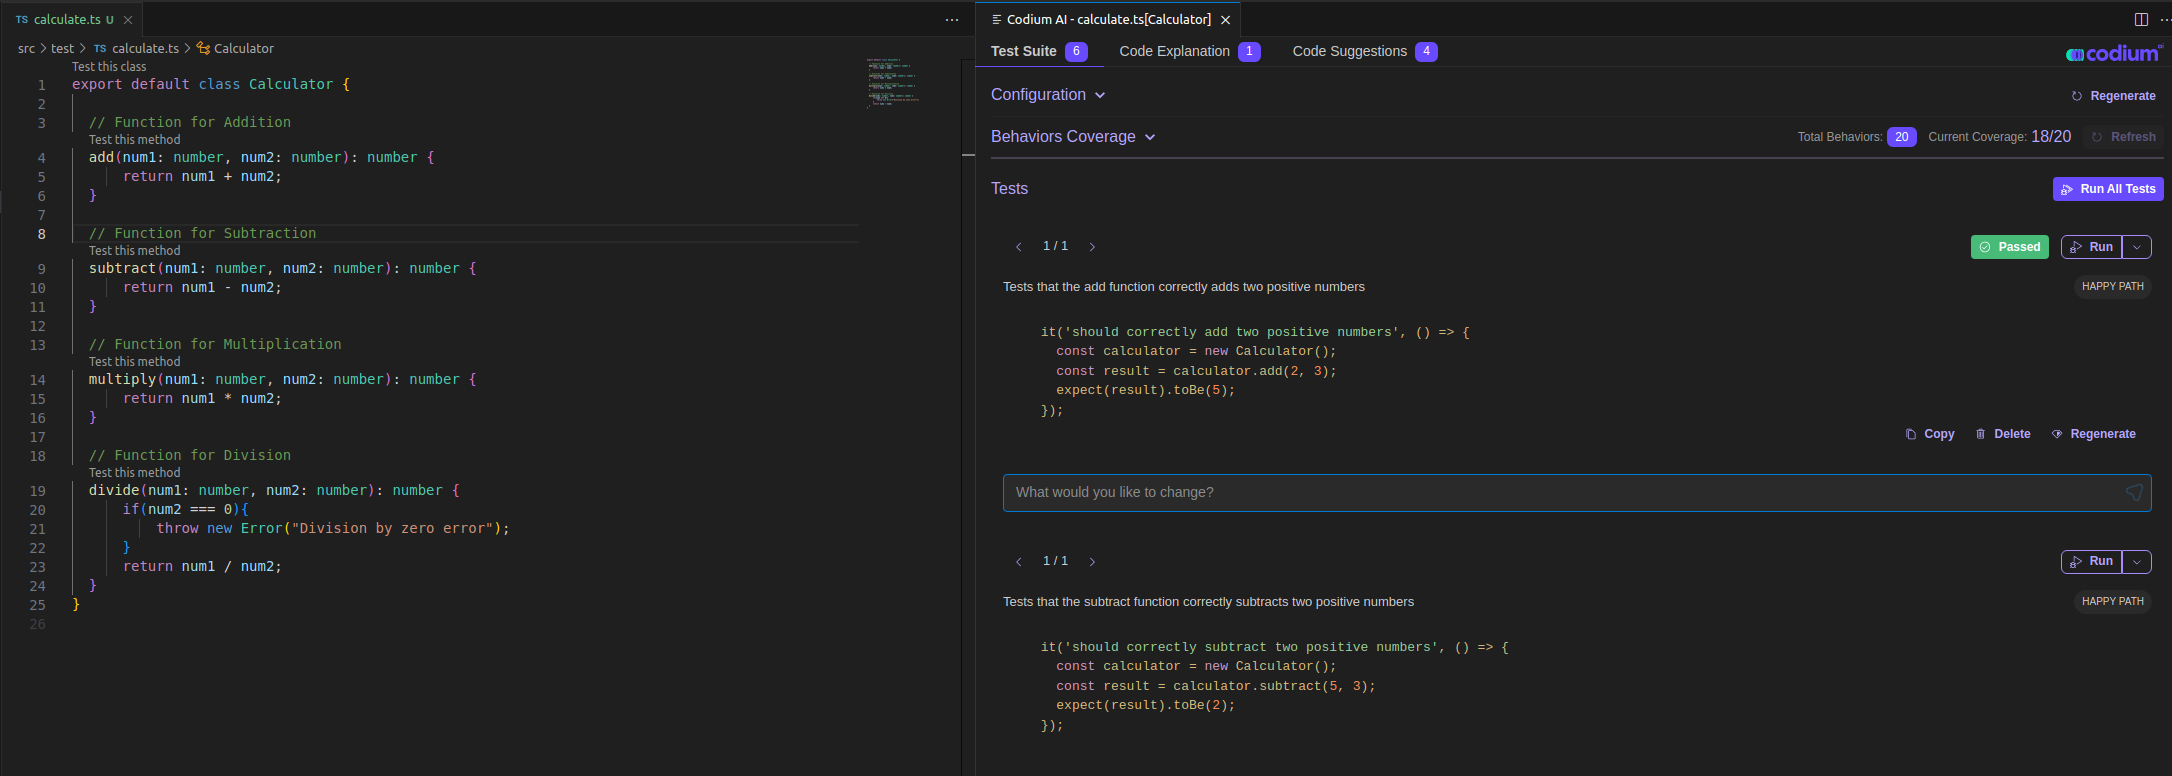 TS calculate.ts U
src > test > TS calculate.ts > Calculator
Test this class
1 export default class Calculator {
2
3 // Function for Addition
Test this method
4 add(num1: number, num2: number): number {
5 return num1 + num2;
6 }
7
8 // Function for Subtraction
Test this method
9 subtract(num1: number, num2: number): number {
10 return num1 - num2;
11 }
12
13 // Function for Multiplication
Test this method
14 multiply(num1: number, num2: number): number {
15 return num1 * num2;
16 }
17
18 // Function for Division
Test this method
19 divide(num1: number, num2: number): number {
20 if(num2 === 0){
21 throw new Error("Division by zero error");
22 }
23 return num1 / num2;
24 }
25 }
26
Codium AI - calculate.ts[Calculator]
Test Suite 6 Code Explanation 1 Code Suggestions 4
codium ai
Configuration
Regenerate
Behaviors Coverage
Total Behaviors: 20 Current Coverage: 18/20 Refresh
Tests
Run All Tests
< 1 / 1 >
Passed Run
Tests that the add function correctly adds two positive numbers
HAPPY PATH
it('should correctly add two positive numbers', () => {
const calculator = new Calculator();
const result = calculator.add(2, 3);
expect(result).toBe(5);
});
Copy Delete Regenerate
What would you like to change?
< 1 / 1 >
Run
Tests that the subtract function correctly subtracts two positive numbers
HAPPY PATH
it('should correctly subtract two positive numbers', () => {
const calculator = new Calculator();
const result = calculator.subtract(5, 3);
expect(result).toBe(2);
});